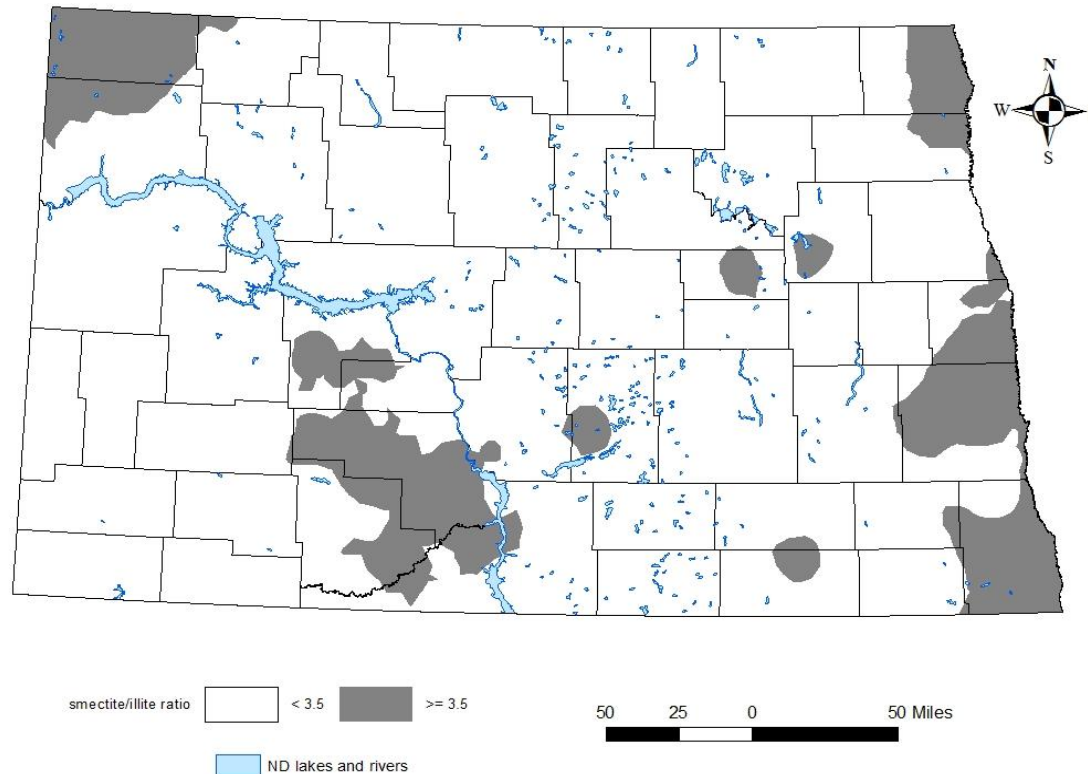 N
W
S
smectite/illite ratio < 3.5 >= 3.5
50 25 0 50 Miles
ND lakes and rivers